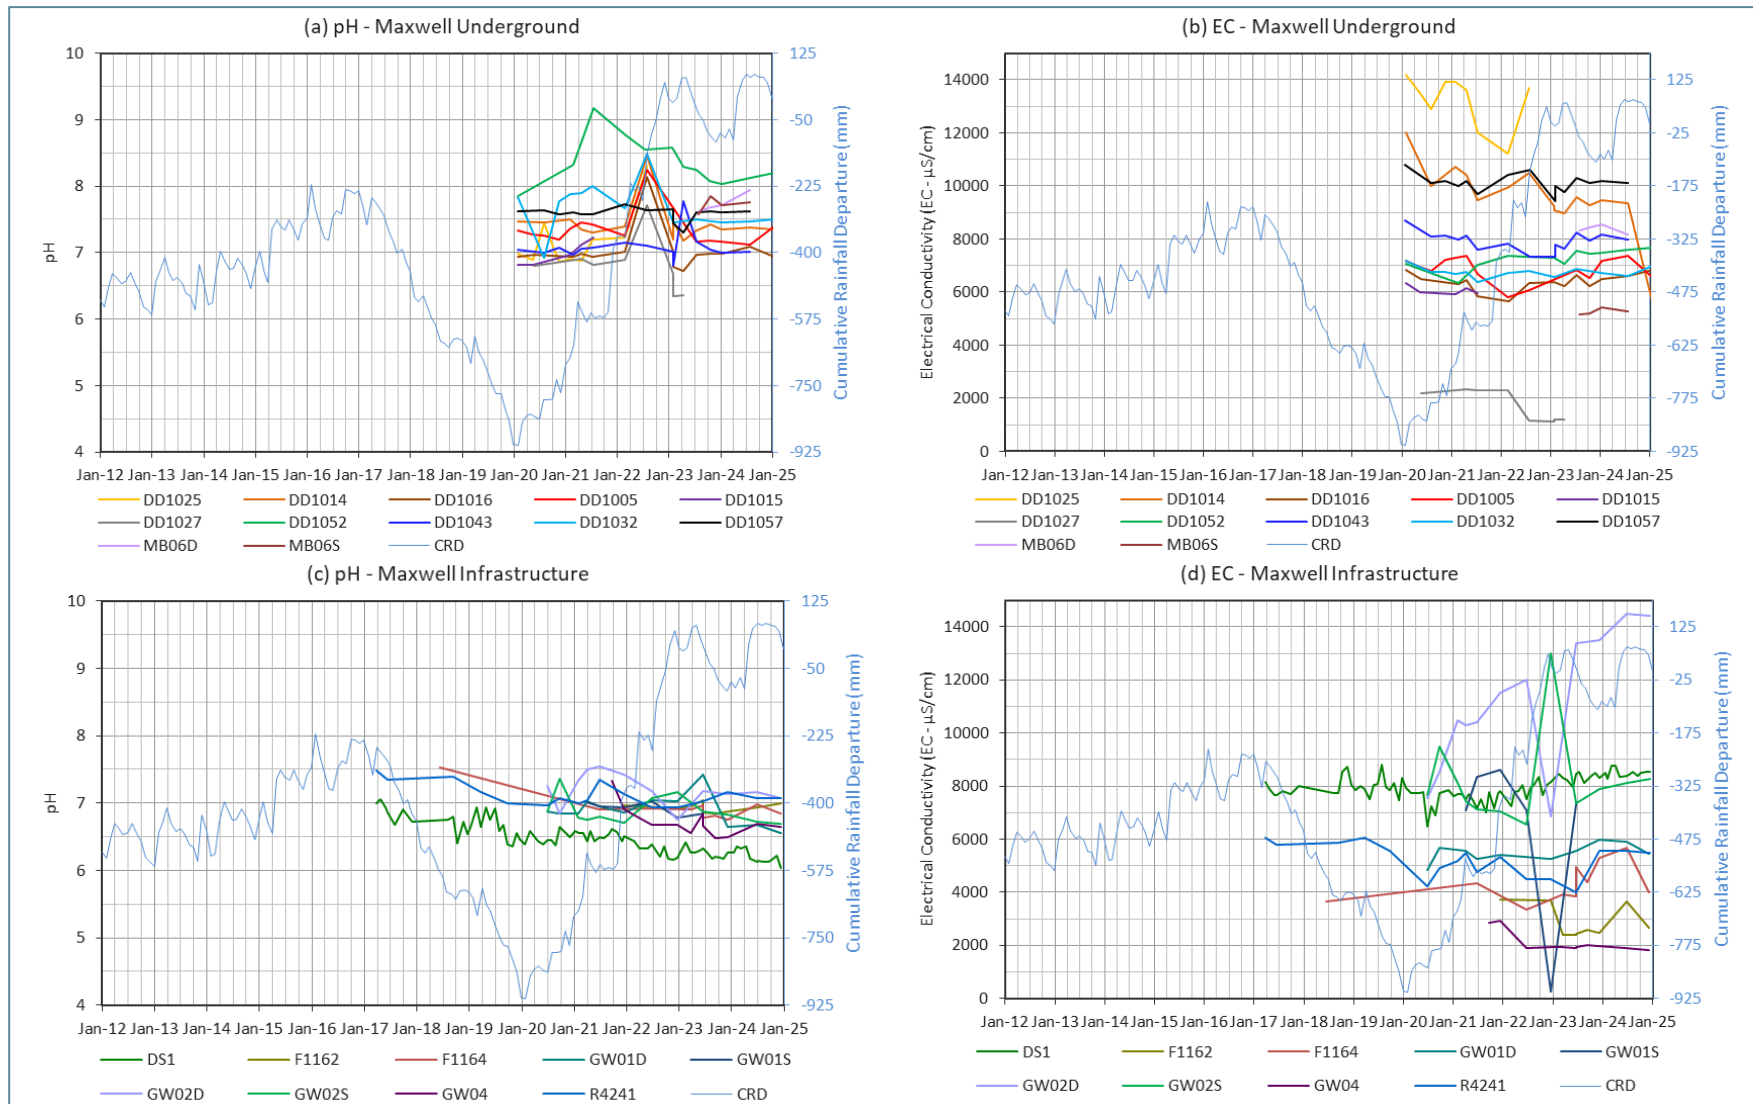 (a) pH - Maxwell Underground
10
9
8
7
6
5
4
pH
125
-50
-225
-400
-575
-750
-925
Cumulative Rainfall Departure (mm)
Jan-12 Jan-13 Jan-14 Jan-15 Jan-16 Jan-17 Jan-18 Jan-19 Jan-20 Jan-21 Jan-22 Jan-23 Jan-24 Jan-25
DD1025 DD1014 DD1016 DD1005 DD1015
DD1027 DD1052 DD1043 DD1032 DD1057
MB06D MB06S CRD
(b) EC - Maxwell Underground
14000
12000
10000
8000
6000
4000
2000
0
Electrical Conductivity (EC - µS/cm)
125
-25
-175
-325
-475
-625
-775
-925
Cumulative Rainfall Departure (mm)
Jan-12 Jan-13 Jan-14 Jan-15 Jan-16 Jan-17 Jan-18 Jan-19 Jan-20 Jan-21 Jan-22 Jan-23 Jan-24 Jan-25
DD1025 DD1014 DD1016 DD1005 DD1015
DD1027 DD1052 DD1043 DD1032 DD1057
MB06D MB06S CRD
(c) pH - Maxwell Infrastructure
10
9
8
7
6
5
4
pH
125
-50
-225
-400
-575
-750
-925
Cumulative Rainfall Departure (mm)
Jan-12 Jan-13 Jan-14 Jan-15 Jan-16 Jan-17 Jan-18 Jan-19 Jan-20 Jan-21 Jan-22 Jan-23 Jan-24 Jan-25
DS1 F1162 F1164 GW01D GW01S
GW02D GW02S GW04 R4241 CRD
(d) EC - Maxwell Infrastructure
14000
12000
10000
8000
6000
4000
2000
0
Electrical Conductivity (EC - µS/cm)
125
-25
-175
-325
-475
-625
-775
-925
Cumulative Rainfall Departure (mm)
Jan-12 Jan-13 Jan-14 Jan-15 Jan-16 Jan-17 Jan-18 Jan-19 Jan-20 Jan-21 Jan-22 Jan-23 Jan-24 Jan-25
DS1 F1162 F1164 GW01D GW01S
GW02D GW02S GW04 R4241 CRD